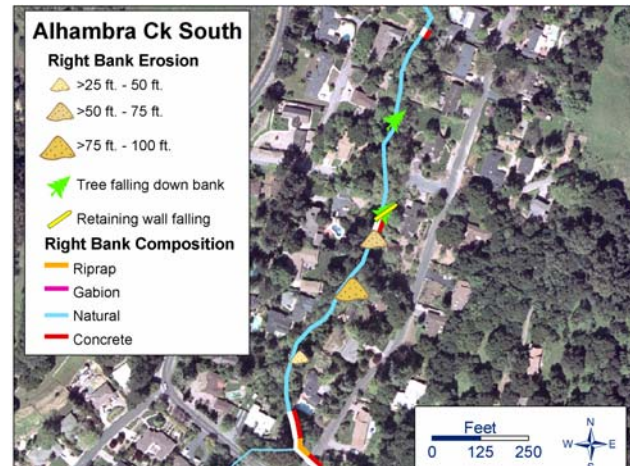 Alhambra Ck South
Right Bank Erosion
>25 ft. - 50 ft.
>50 ft. - 75 ft.
>75 ft. - 100 ft.
Tree falling down bank
Retaining wall falling
Right Bank Composition
Riprap
Gabion
Natural
Concrete
Feet
0 125 250
N
W E
S